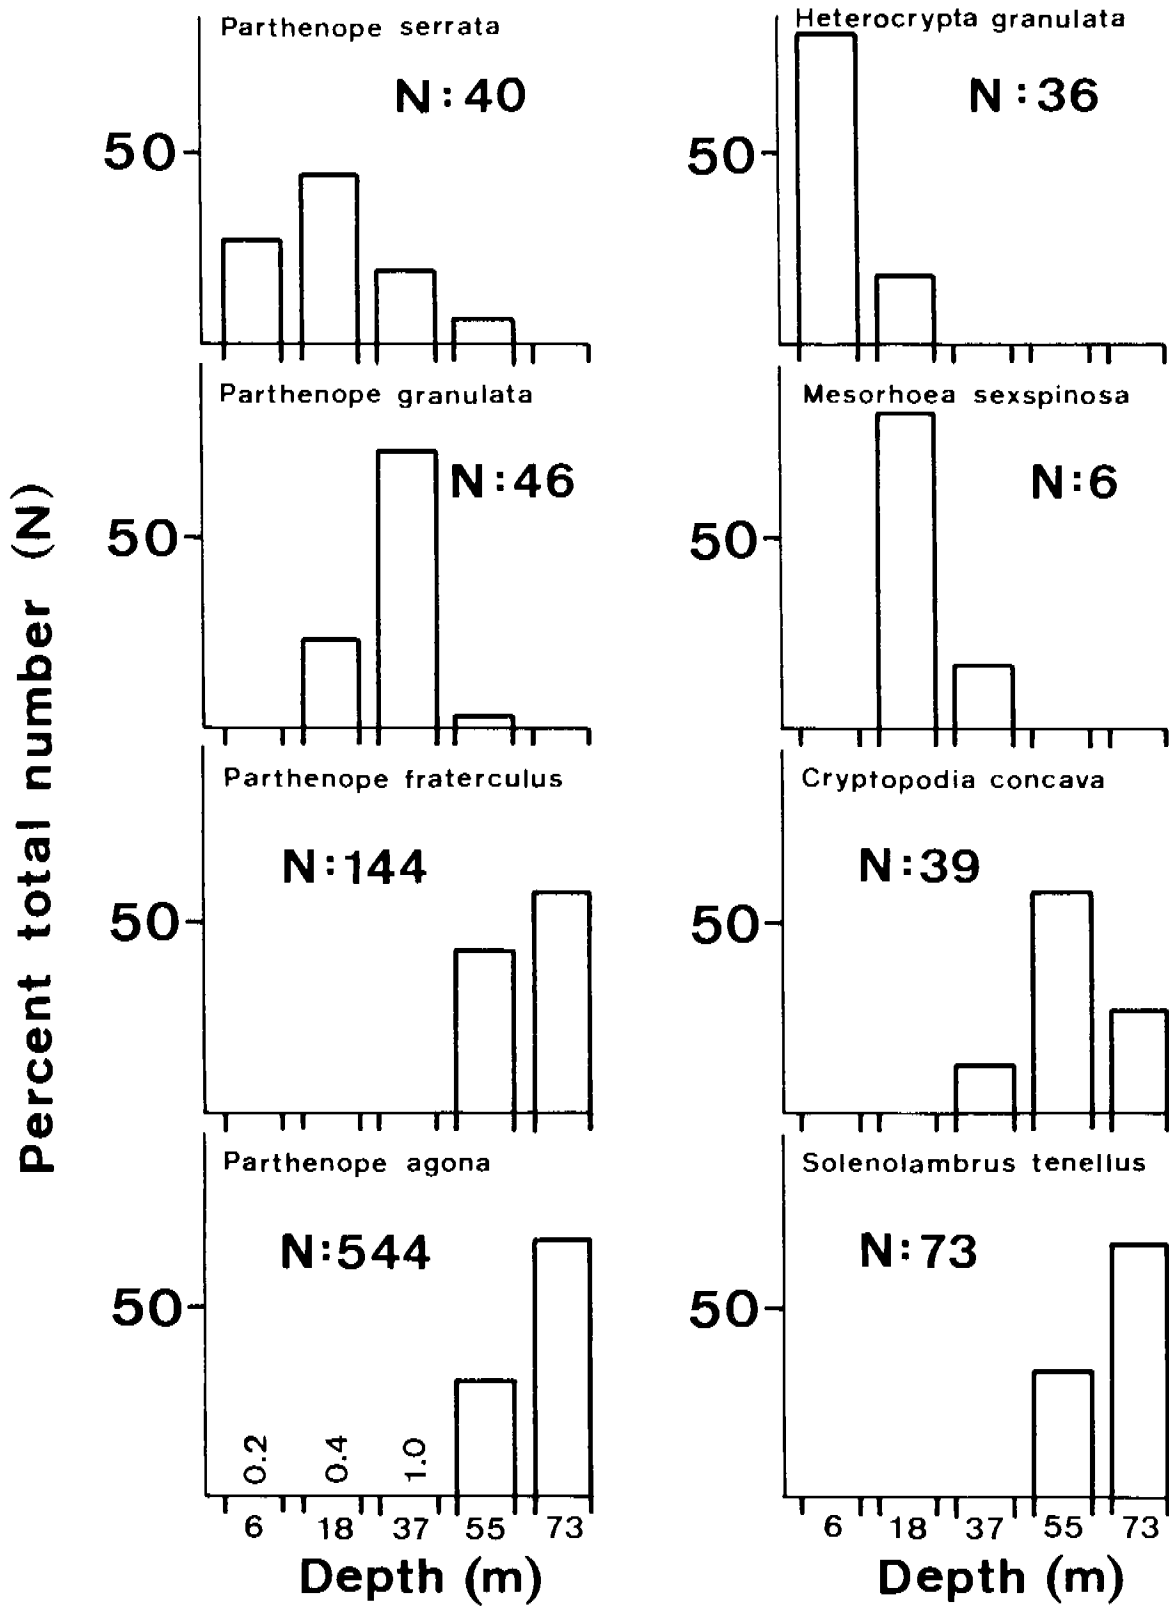 Percent total number (N)
Parthenope serrata
N:40
50
Heterocrypta granulata
N:36
50
Parthenope granulata
N:46
50
Mesorhoea sexspinosa
N:6
50
Parthenope fraterculus
N:144
50
Cryptopodia concava
N:39
50
Parthenope agona
N:544
50
0.2 0.4 1.0
6 18 37 55 73
Depth (m)
Solenolambrus tenellus
N:73
50
6 18 37 55 73
Depth (m)